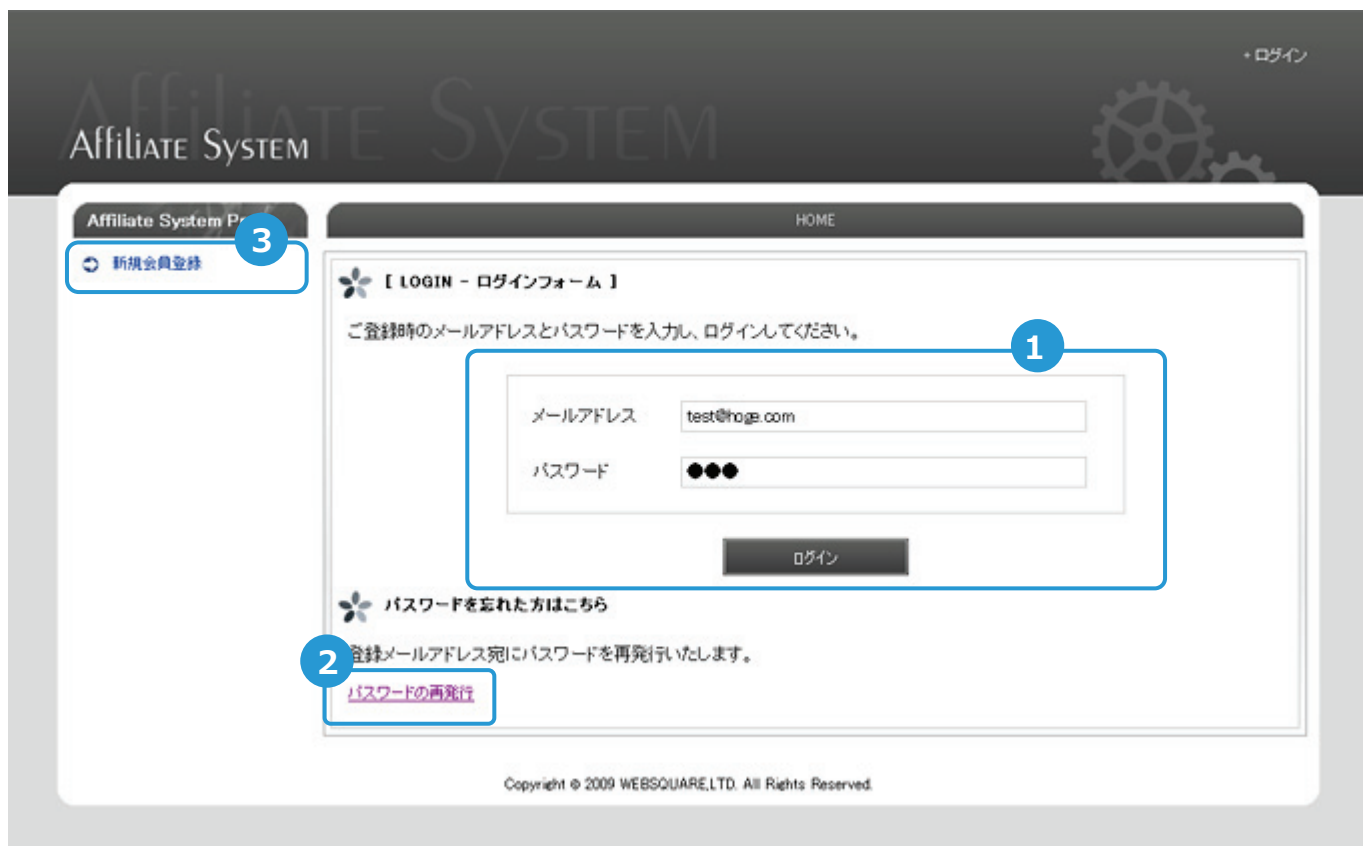 + ログイン
Affiliate System
Affiliate System
Affiliate System P
HOME
3
新規会員登録
[ LOGIN - ログインフォーム ]
ご登録時のメールアドレスとパスワードを入力し、ログインしてください。
1
メールアドレス test@hoge.com
パスワード ●●●
ログイン
パスワードを忘れた方はこちら
2
登録メールアドレス宛にパスワードを再発行いたします。
パスワードの再発行
Copyright © 2009 WEBSQUARE,LTD. All Rights Reserved.